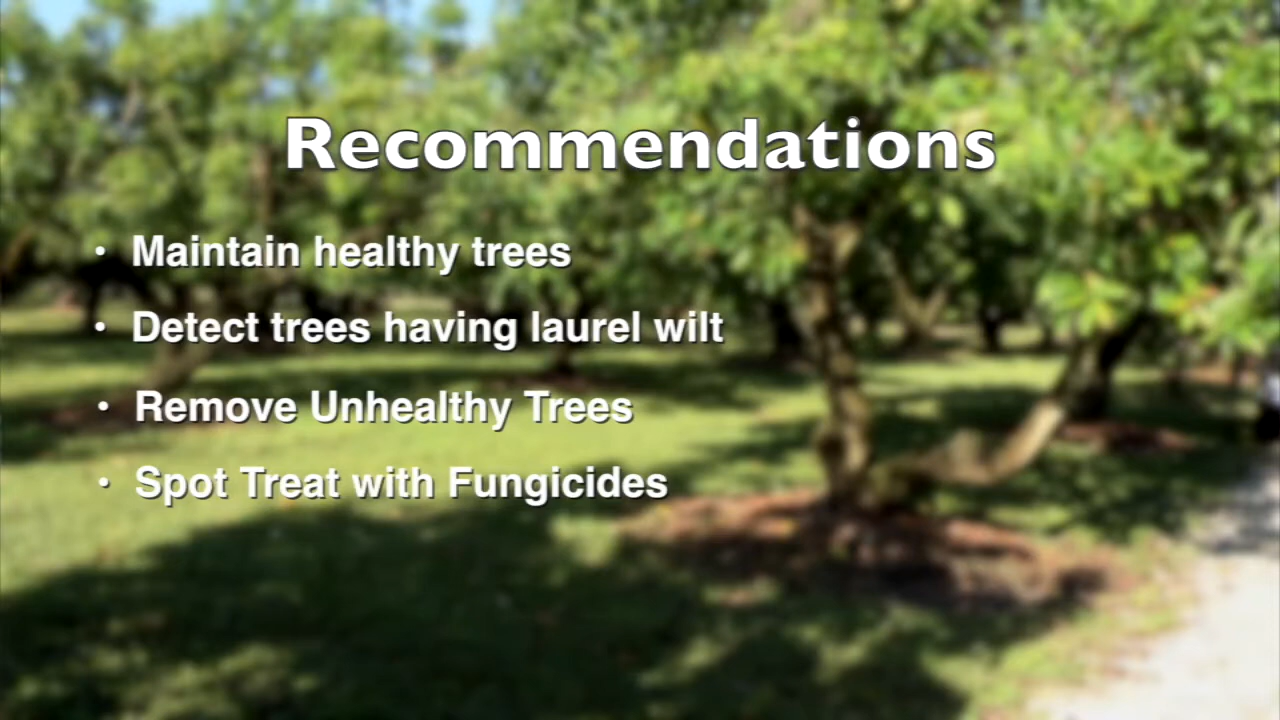 Recommendations
• Maintain healthy trees
• Detect trees having laurel wilt
• Remove Unhealthy Trees
• Spot Treat with Fungicides